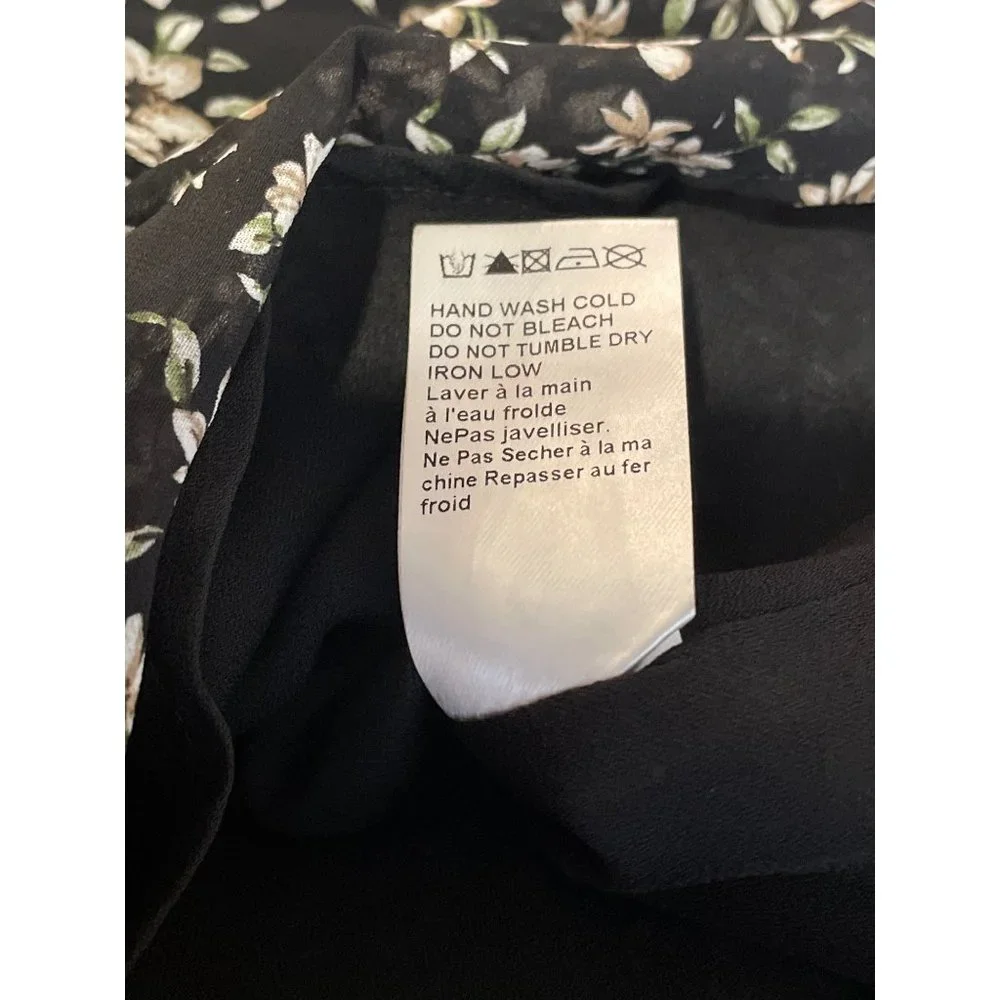 HAND WASH COLD
DO NOT BLEACH
DO NOT TUMBLE DRY
IRON LOW
Laver à la main
à l'eau frolde
NePas javelliser.
Ne Pas Secher à la ma
chine Repasser au fer
froid